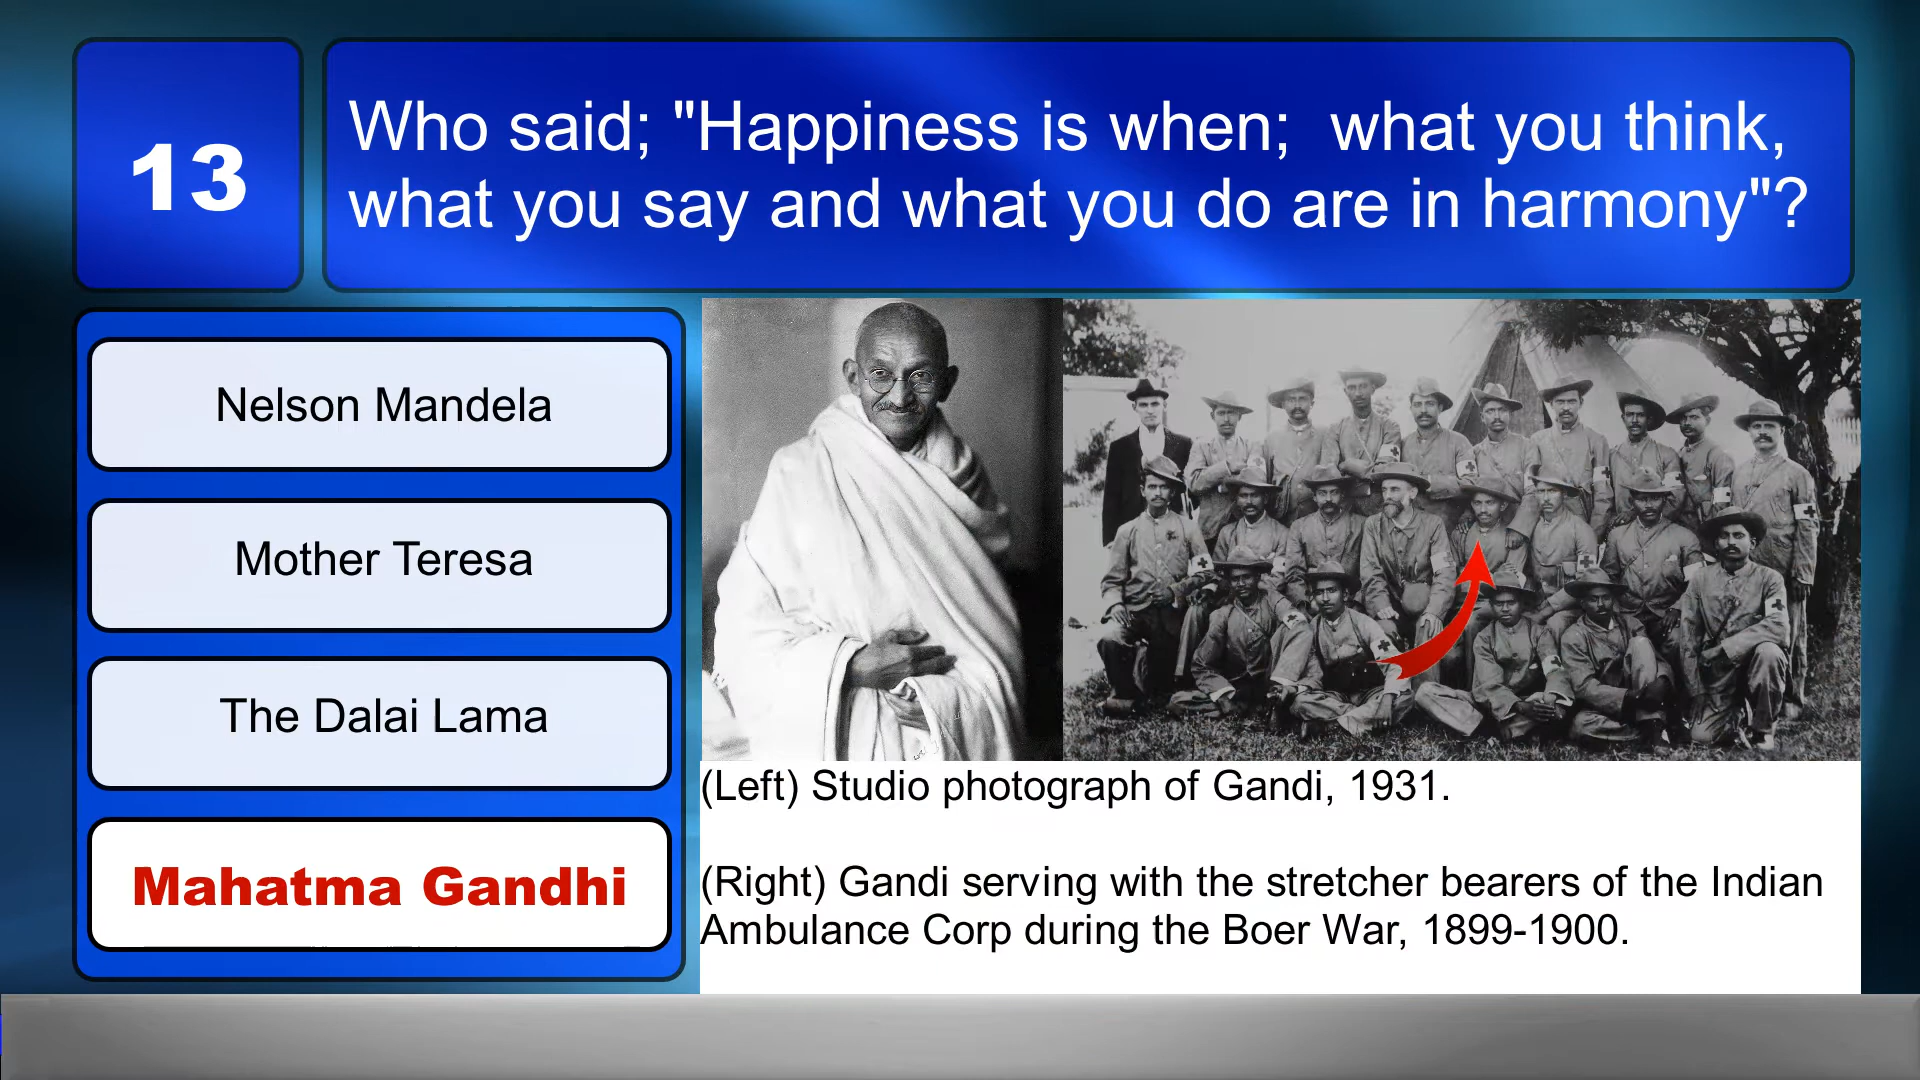 13
Who said; "Happiness is when;  what you think,
what you say and what you do are in harmony"?
Nelson Mandela
Mother Teresa
The Dalai Lama
Mahatma Gandhi
(Left) Studio photograph of Gandi, 1931.
(Right) Gandi serving with the stretcher bearers of the Indian
Ambulance Corp during the Boer War, 1899-1900.